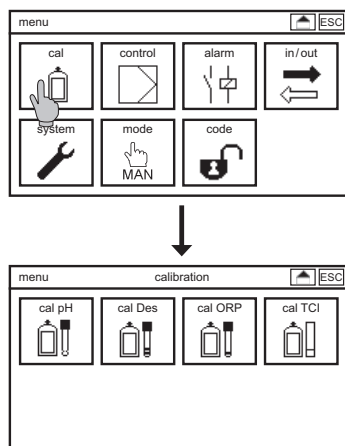 menu ESC
cal control alarm in/out
system mode code
MAN
menu calibration ESC
cal pH cal Des cal ORP cal TCl